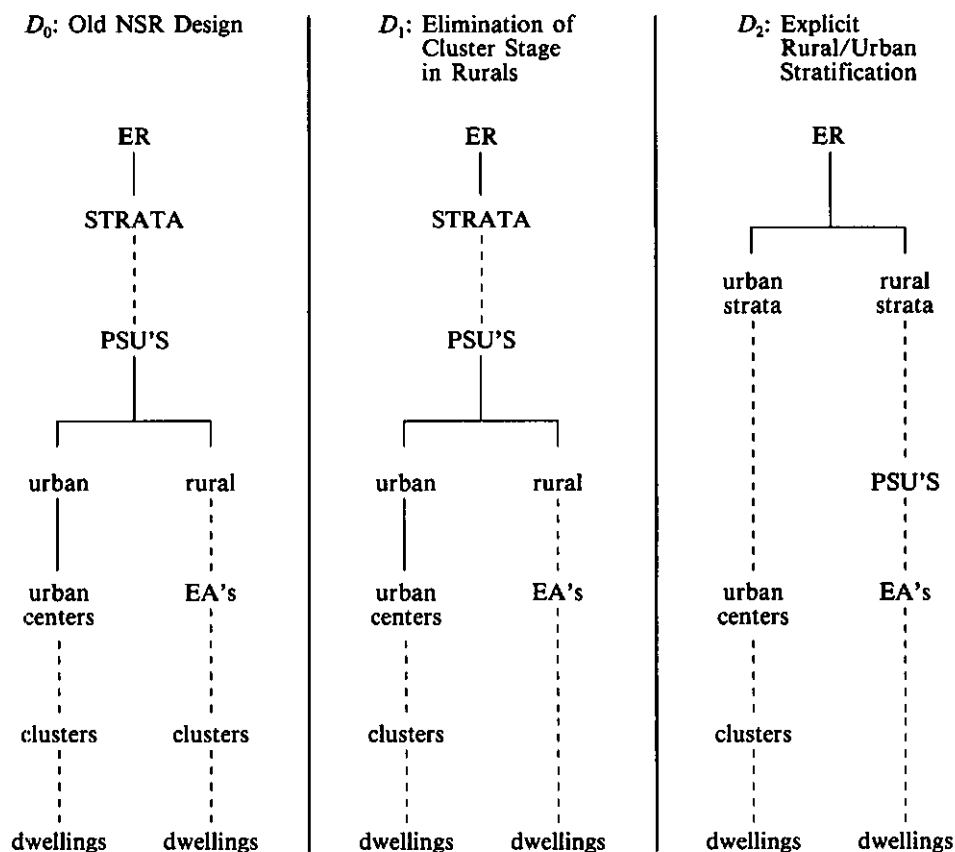 D₀: Old NSR Design
ER
STRATA
PSU'S
urban rural
urban EA's
centers
clusters clusters
dwellings dwellings
D₁: Elimination of
Cluster Stage
in Rurals
ER
STRATA
PSU'S
urban rural
urban EA's
centers
clusters
dwellings dwellings
D₂: Explicit
Rural/Urban
Stratification
ER
urban rural
strata strata
PSU'S
urban EA's
centers
clusters
dwellings dwellings